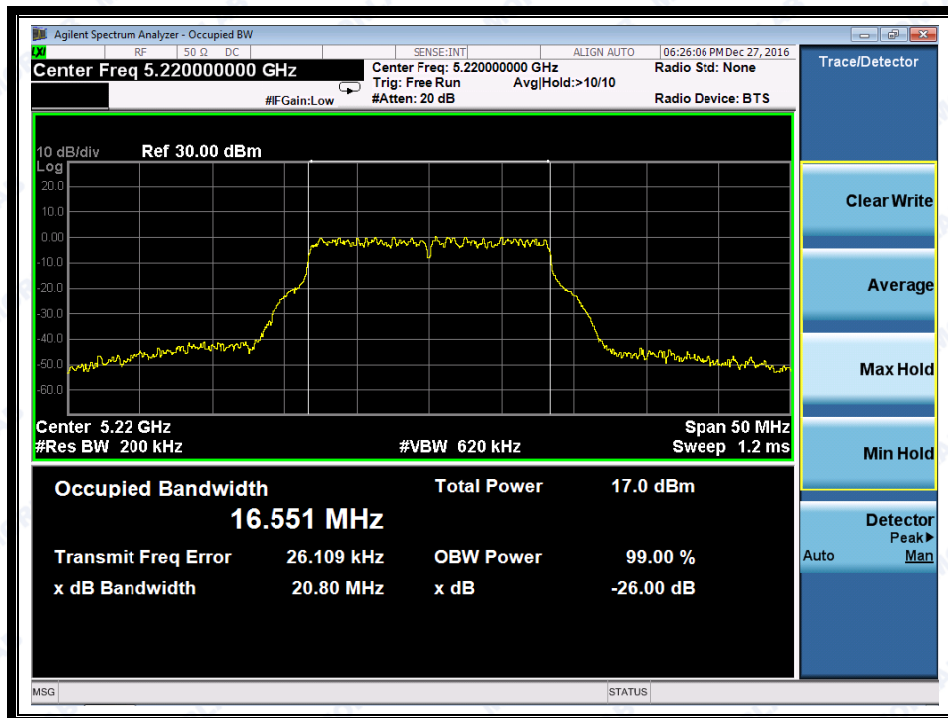 Agilent Spectrum Analyzer - Occupied BW
LXI RF 50 Ω DC SENSE:INT ALIGN AUTO 06:26:06 PM Dec 27, 2016
Center Freq 5.220000000 GHz
Center Freq: 5.220000000 GHz
Radio Std: None
Trig: Free Run Avg|Hold:>10/10
#IFGain:Low
#Atten: 20 dB
Radio Device: BTS
Trace/Detector
10 dB/div Ref 30.00 dBm
Log
20.0
10.0
0.00
-10.0
-20.0
-30.0
-40.0
-50.0
-60.0
Center 5.22 GHz Span 50 MHz
#Res BW 200 kHz #VBW 620 kHz Sweep 1.2 ms
Occupied Bandwidth Total Power 17.0 dBm
16.551 MHz
Transmit Freq Error 26.109 kHz OBW Power 99.00 %
x dB Bandwidth 20.80 MHz x dB -26.00 dB
Clear Write
Average
Max Hold
Min Hold
Detector
Peak▶
Auto Man
MSG STATUS